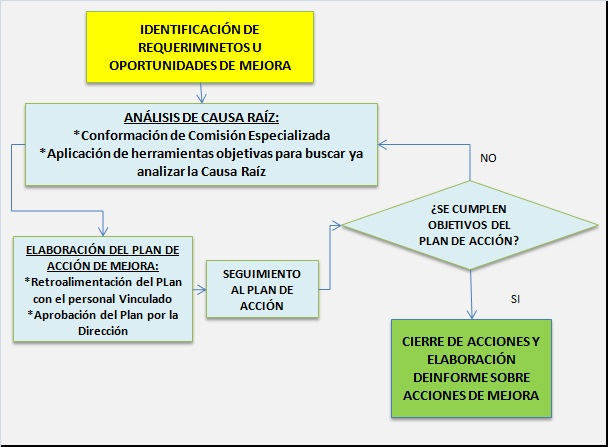 IDENTIFICACIÓN DE
REQUERIMINETOS U
OPORTUNIDADES DE MEJORA
ANÁLISIS DE CAUSA RAÍZ:
*Conformación de Comisión Especializada
*Aplicación de herramientas objetivas para buscar ya
analizar la Causa Raíz
NO
¿SE CUMPLEN
OBJETIVOS DEL
PLAN DE ACCIÓN?
ELABORACIÓN DEL PLAN DE
ACCIÓN DE MEJORA:
*Retroalimentación del PLan
con el personal Vinculado
*Aprobación del Plan por la
Dirección
SEGUIMIENTO
AL PLAN DE
ACCIÓN
SI
CIERRE DE ACCIONES Y
ELABORACIÓN
DEINFORME SOBRE
ACCIONES DE MEJORA